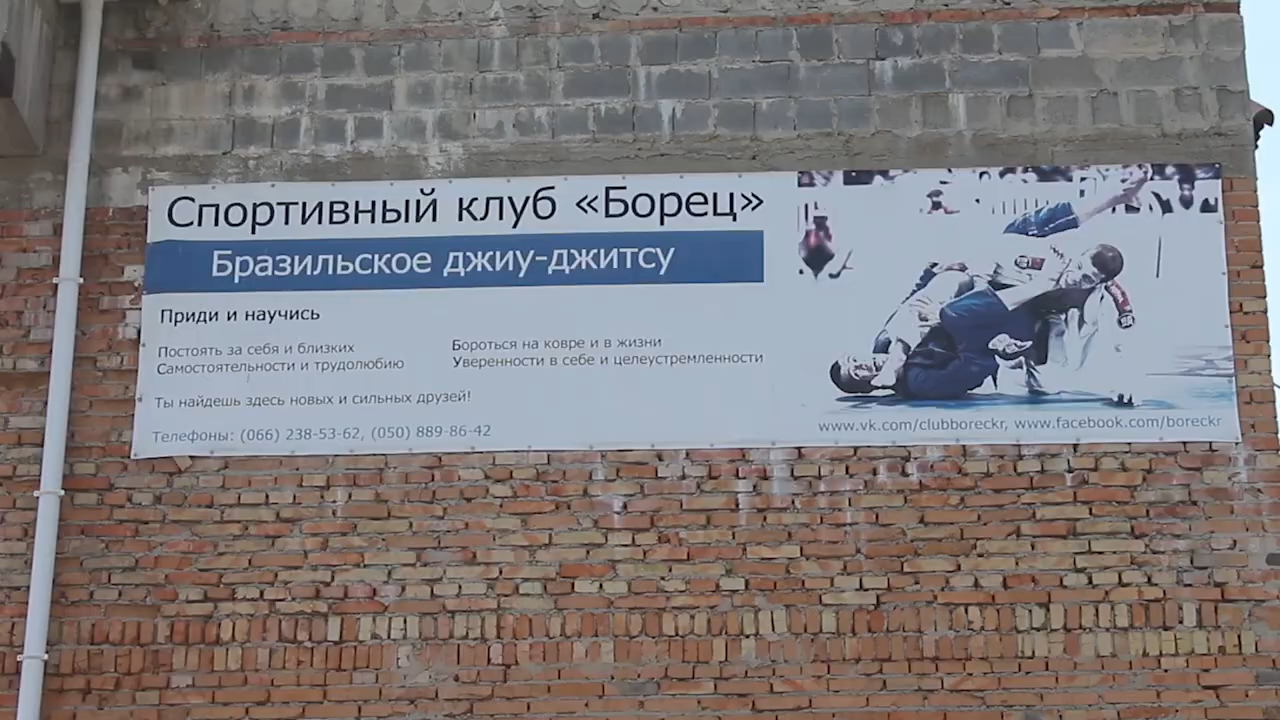 Спортивный клуб «Борец»
Бразильское джиу-джитсу
Приди и научись
Постоять за себя и близких
Самостоятельности и трудолюбию
Бороться на ковре и в жизни
Уверенности в себе и целеустремленности
Ты найдешь здесь новых и сильных друзей!
Телефоны: (066) 238-53-62, (050) 889-86-42
www.vk.com/clubboreckr, www.facebook.com/boreckr